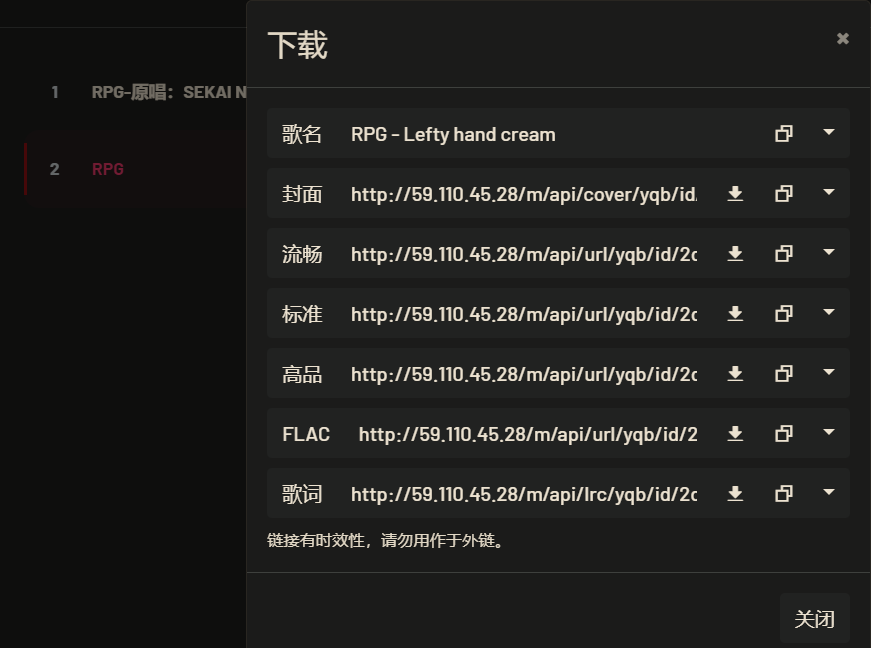 下载
✖
1 RPG-原唱：SEKAI N
2 RPG
歌名 RPG - Lefty hand cream
封面 http://59.110.45.28/m/api/cover/yqb/id/
流畅 http://59.110.45.28/m/api/url/yqb/id/2c
标准 http://59.110.45.28/m/api/url/yqb/id/2c
高品 http://59.110.45.28/m/api/url/yqb/id/2c
FLAC http://59.110.45.28/m/api/url/yqb/id/2
歌词 http://59.110.45.28/m/api/lrc/yqb/id/2c
链接有时效性，请勿用作于外链。
关闭